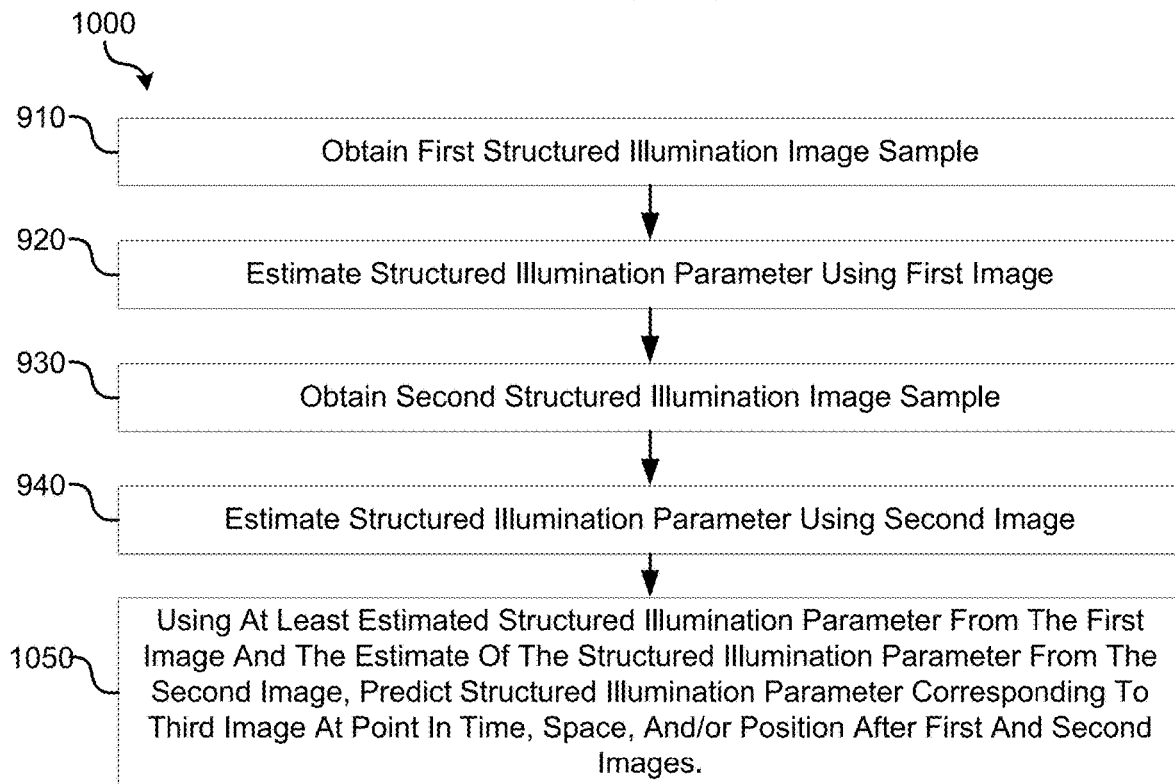 1000
910
Obtain First Structured Illumination Image Sample
920
Estimate Structured Illumination Parameter Using First Image
930
Obtain Second Structured Illumination Image Sample
940
Estimate Structured Illumination Parameter Using Second Image
1050
Using At Least Estimated Structured Illumination Parameter From The First
Image And The Estimate Of The Structured Illumination Parameter From The
Second Image, Predict Structured Illumination Parameter Corresponding To
Third Image At Point In Time, Space, And/or Position After First And Second
Images.